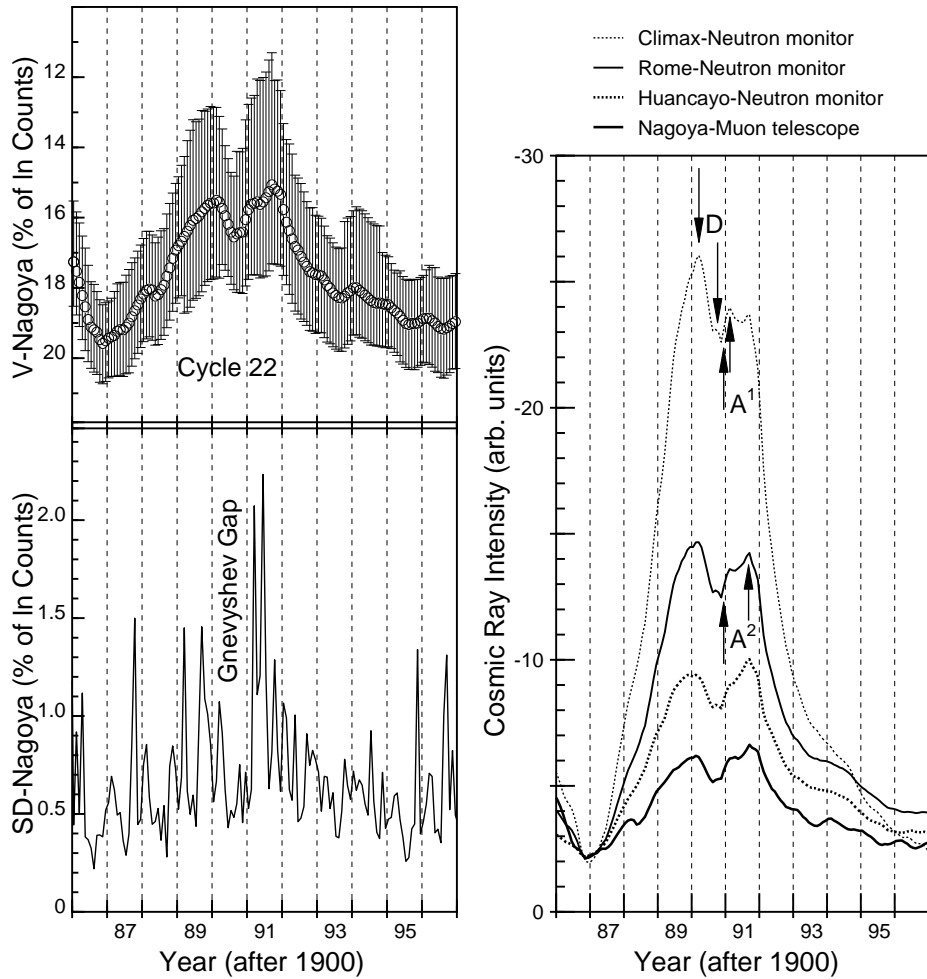 12
14
16
18
20
V-Nagoya (% of In Counts)
Cycle 22
2.0
1.5
1.0
0.5
0
SD-Nagoya (% of In Counts)
Gnevyshev Gap
87 89 91 93 95
Year (after 1900)
Climax-Neutron monitor
Rome-Neutron monitor
Huancayo-Neutron monitor
Nagoya-Muon telescope
-30
-20
-10
0
Cosmic Ray Intensity (arb. units)
D
A1
A2
87 89 91 93 95
Year (after 1900)